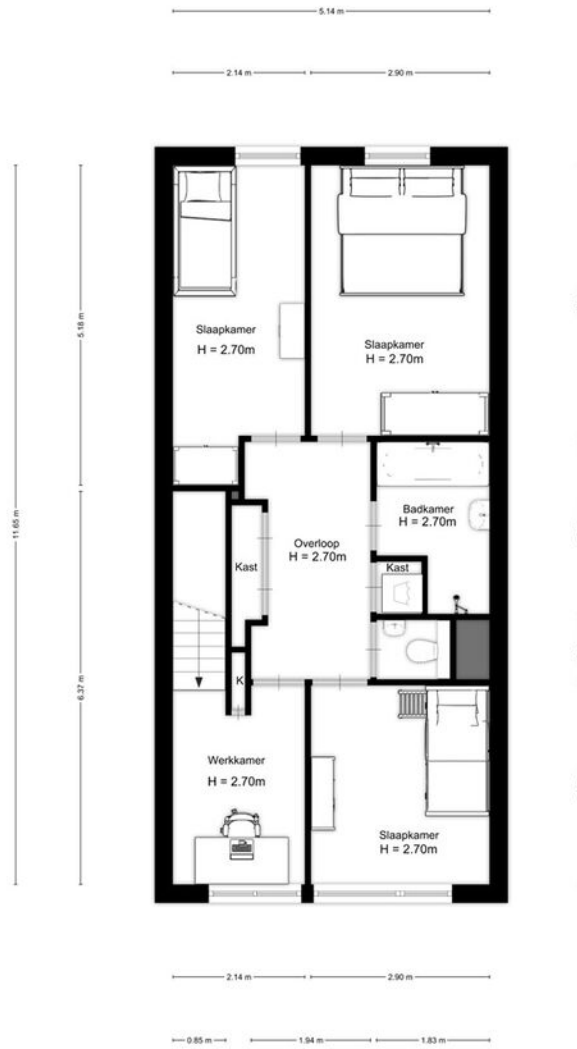 5.14 m
2.14 m
2.90 m
Slaapkamer
H = 2.70m
Slaapkamer
H = 2.70m
5.18 m
11.65 m
Badkamer
H = 2.70m
Overloop
H = 2.70m
Kast
Kast
K
6.37 m
Werkkamer
H = 2.70m
Slaapkamer
H = 2.70m
2.14 m
2.90 m
0.85 m
1.94 m
1.83 m